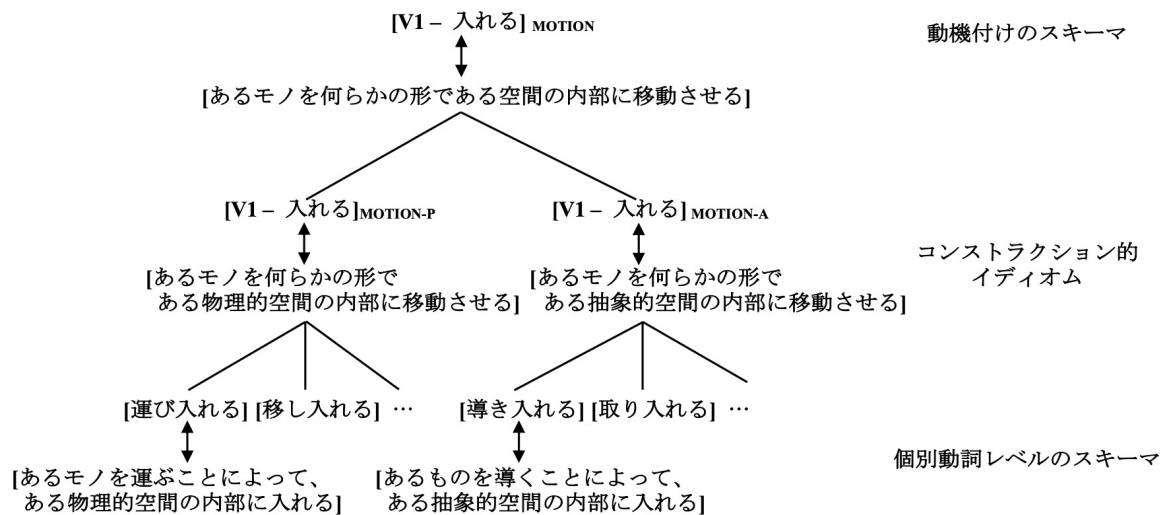 [V1 – 入れる] MOTION
動機付けのスキーマ
[あるモノを何らかの形である空間の内部に移動させる]
[V1 – 入れる]MOTION-P
[V1 – 入れる] MOTION-A
コンストラクション的
イディオム
[あるモノを何らかの形で
ある物理的空間の内部に移動させる]
[あるモノを何らかの形で
ある抽象的空間の内部に移動させる]
[運び入れる] [移し入れる] …
[導き入れる] [取り入れる] …
個別動詞レベルのスキーマ
[あるモノを運ぶことによって、
ある物理的空間の内部に入れる]
[あるものを導くことによって、
ある抽象的空間の内部に入れる]